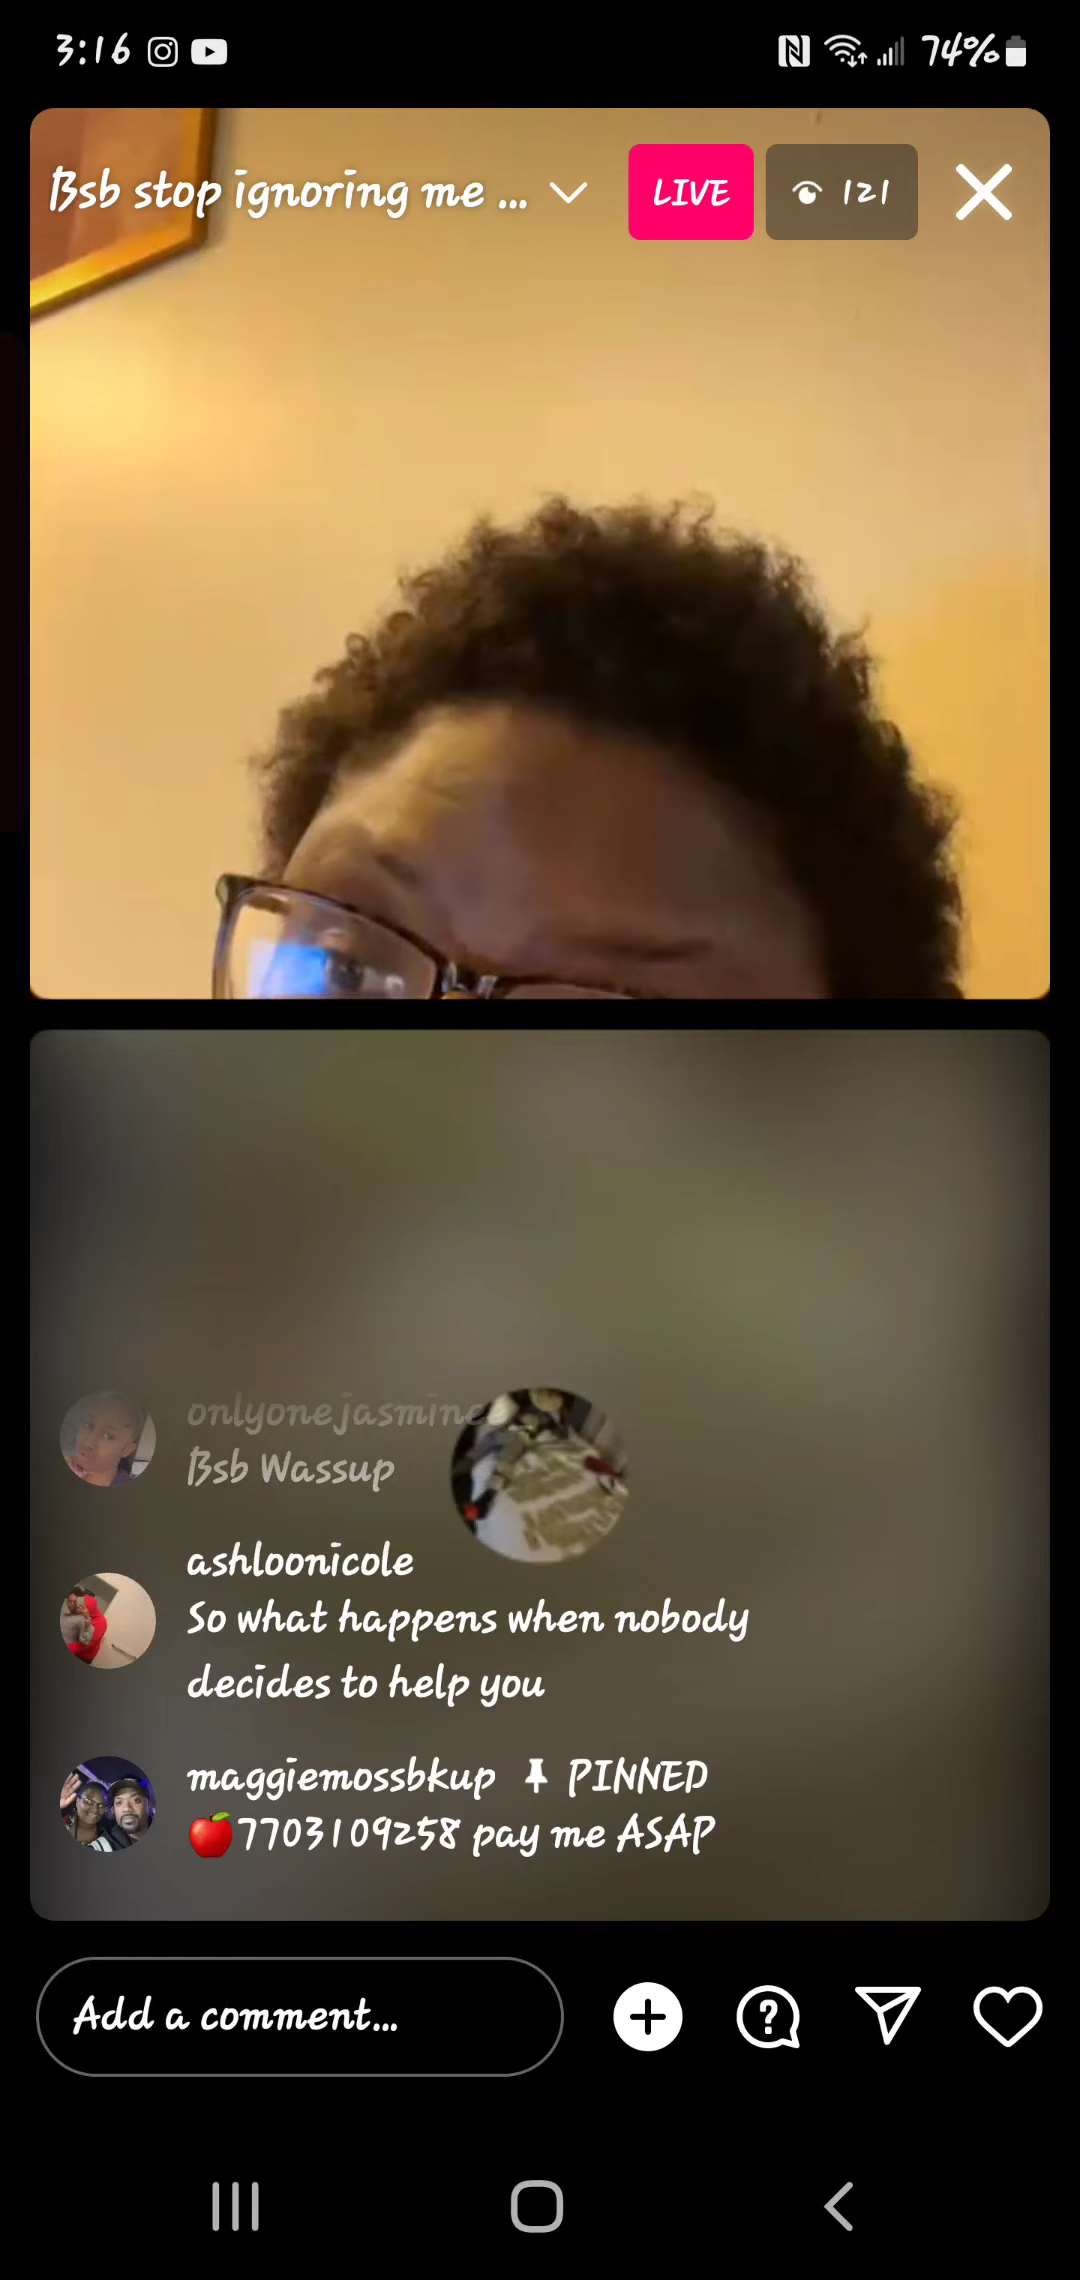 3:16
74%
Bsb stop ignoring me ...
LIVE
121
onlyonejasmine
Bsb Wassup
ashloonicole
So what happens when nobody
decides to help you
maggiemossbkup 📌 PINNED
🍎7703109258 pay me ASAP
Add a comment...